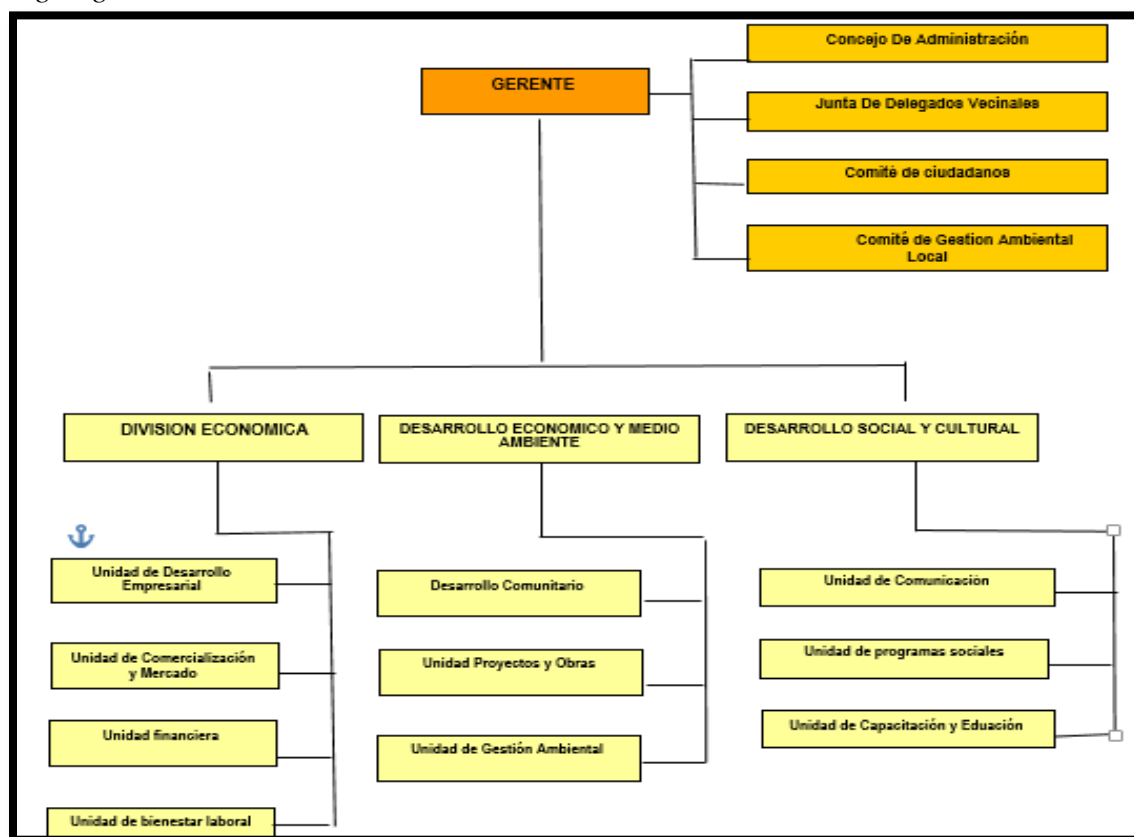 Concejo De Administración
GERENTE
Junta De Delegados Vecinales
Comité de ciudadanos
Comité de Gestion Ambiental
Local
DIVISION ECONOMICA
DESARROLLO ECONOMICO Y MEDIO
AMBIENTE
DESARROLLO SOCIAL Y CULTURAL
Unidad de Desarrollo
Empresarial
Unidad de Comercialización
y Mercado
Unidad financiera
Unidad de bienestar laboral
Desarrollo Comunitario
Unidad Proyectos y Obras
Unidad de Gestión Ambiental
Unidad de Comunicación
Unidad de programas sociales
Unidad de Capacitación y Eduación